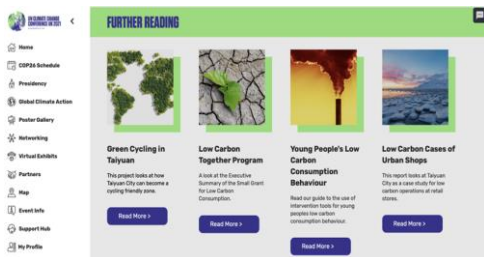 UN CLIMATE CHANGE
CONFERENCE UK 2021
FURTHER READING
Home
COP26 Schedule
Presidency
Global Climate Action
Poster Gallery
Networking
Virtual Exhibits
Partners
Map
Event Info
Support Hub
My Profile
Green Cycling in
Taiyuan
This project looks at how
Taiyuan City can become a
cycling friendly zone.
Read More >
Low Carbon
Together Program
A look at the Executive
Summary of the Small Grant
for Low Carbon
Consumption.
Read More >
Young People's Low
Carbon
Consumption
Behaviour
Read our guide to the use of
intervention tools for young
peoples low carbon
consumption behaviour.
Read More >
Low Carbon Cases of
Urban Shops
This report looks at Taiyuan
City as a case study for low
carbon operations at retail
stores.
Read More >